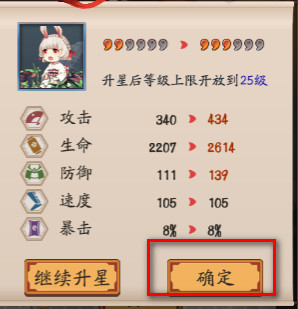 升星后等级上限开放到25级
攻击 340 434
生命 2207 2614
防御 111 139
速度 105 105
暴击 8% 8%
继续升星 确定